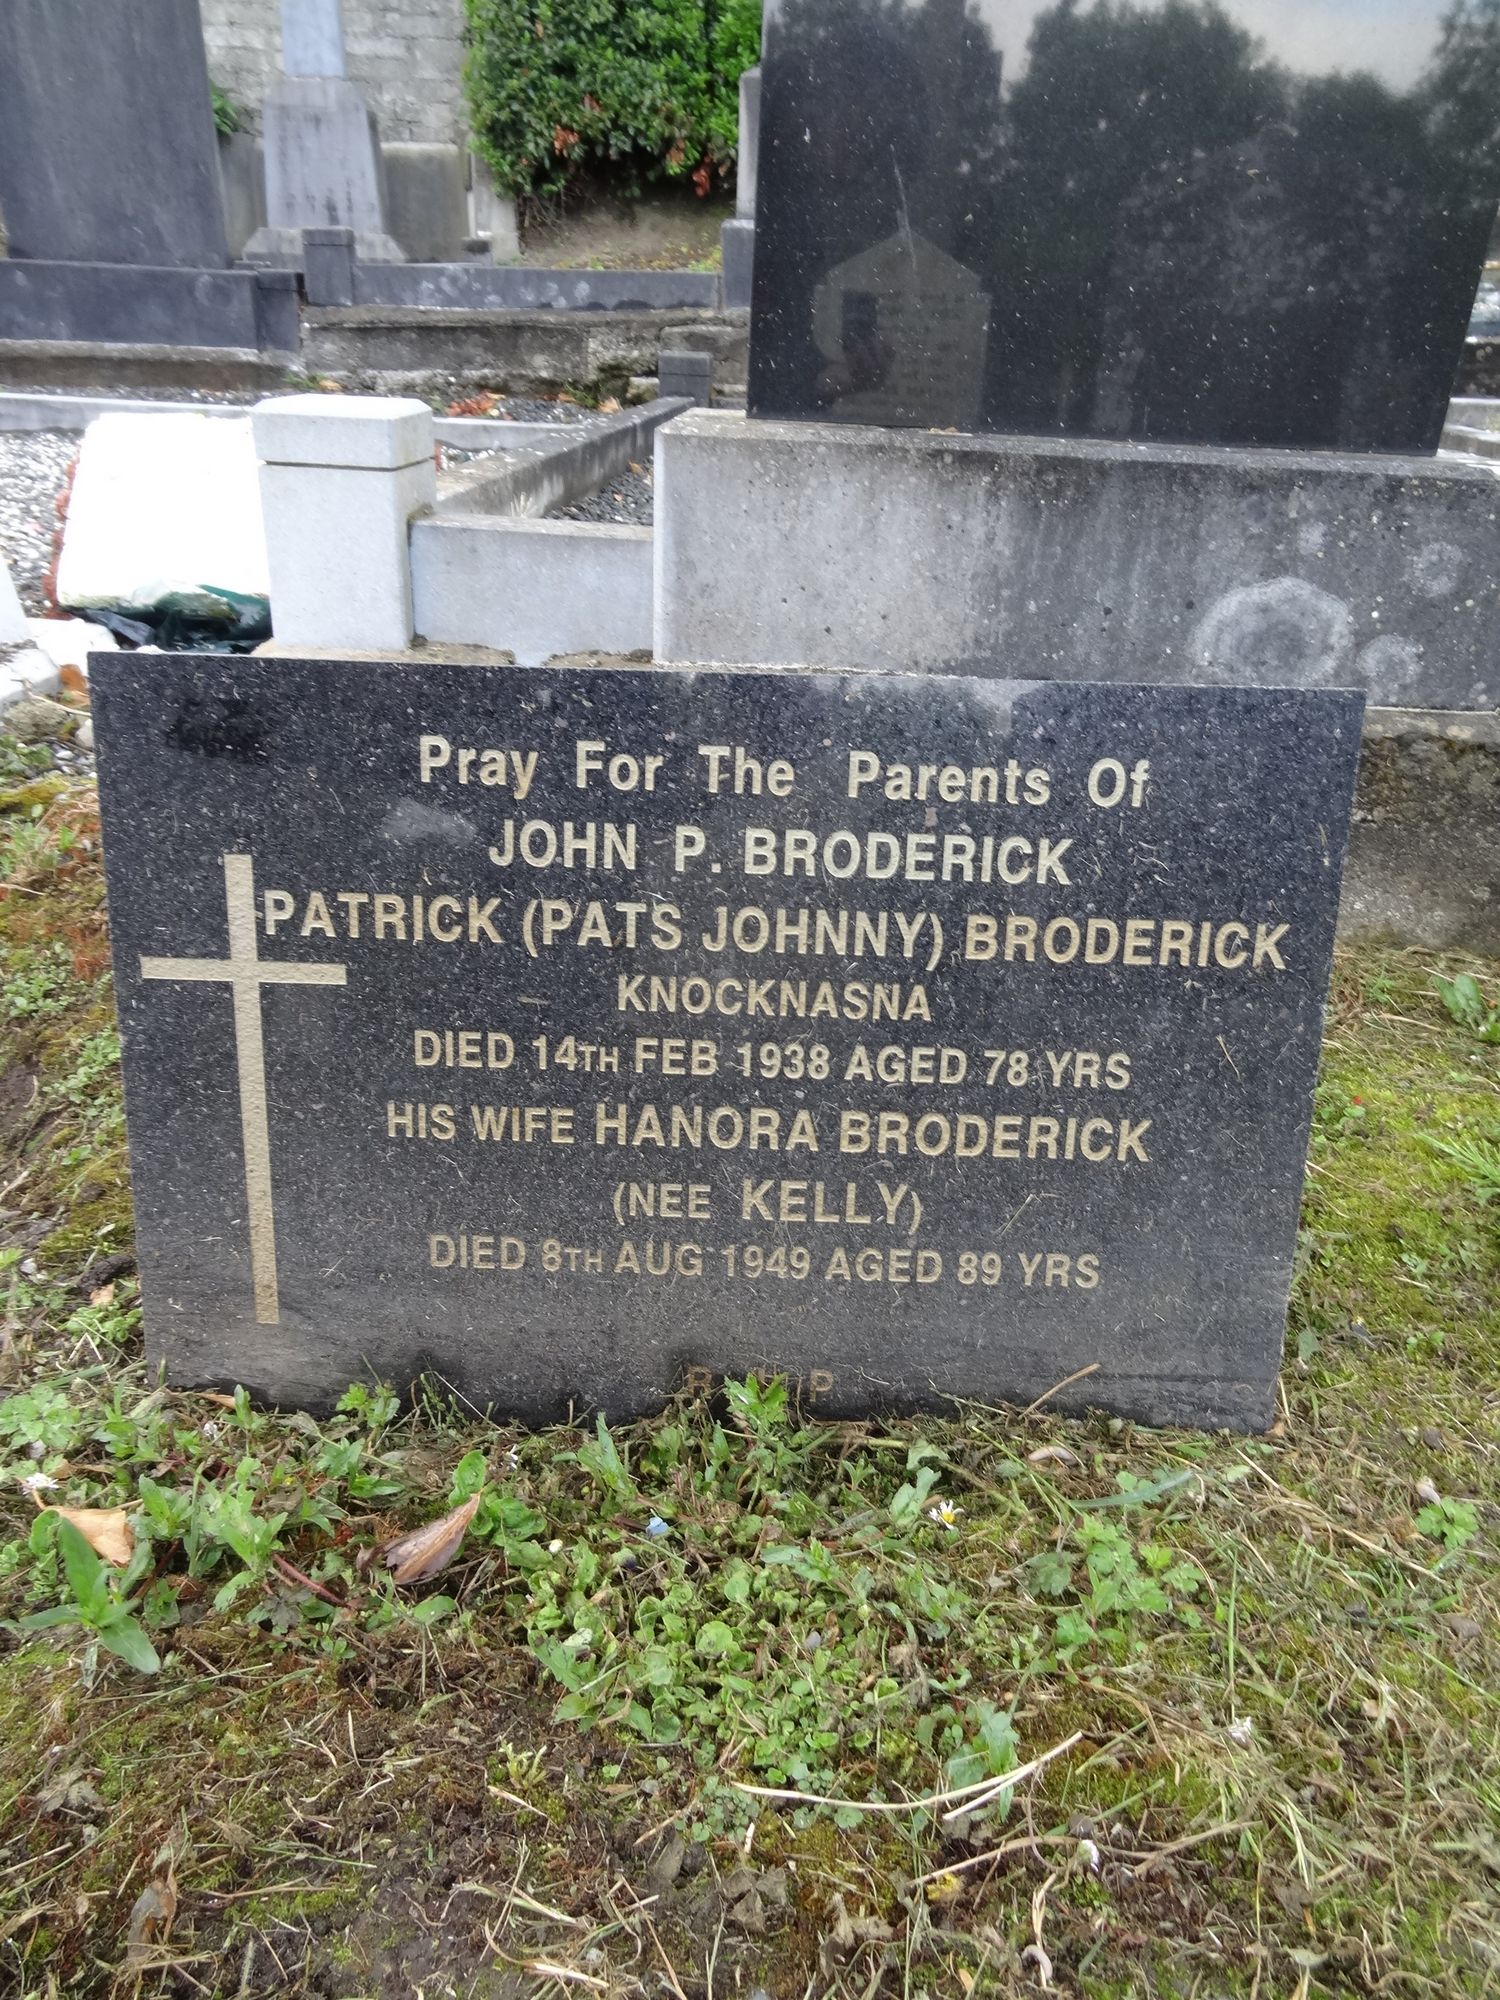 Pray For The Parents Of
JOHN P. BRODERICK
PATRICK (PATS JOHNNY) BRODERICK
KNOCKNASNA
DIED 14TH FEB 1938 AGED 78 YRS
HIS WIFE HANORA BRODERICK
(NEE KELLY)
DIED 8TH AUG 1949 AGED 89 YRS
R I P